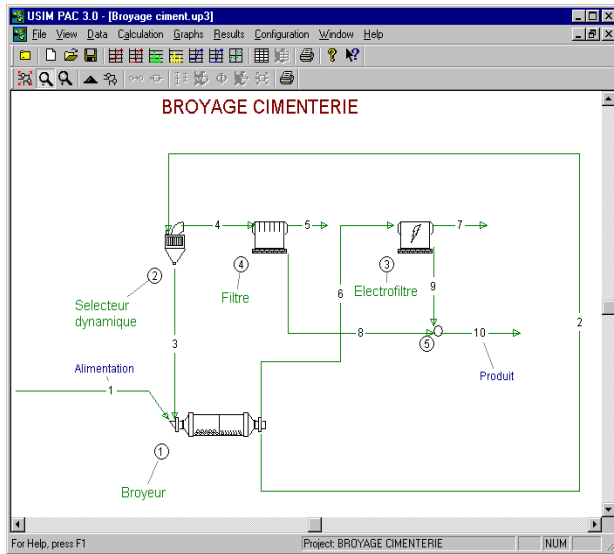 USIM PAC 3.0 - [Broyage ciment.up3]
File View Data Calculation Graphs Results Configuration Window Help
BROYAGE CIMENTERIE
4
5
7
2
4
3
Filtre
Electrofiltre
6
9
2
Selecteur
dynamique
3
8
5
10
Alimentation
Produit
1
1
Broyeur
For Help, press F1
Project: BROYAGE CIMENTERIE
NUM